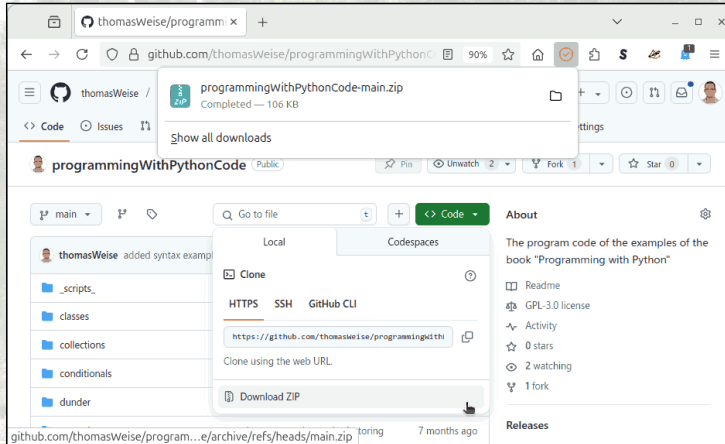 thomasWeise/programm
github.com/thomasWeise/programmingWithPythonC
90%
S
programmingWithPythonCode-main.zip
ZIP
Completed — 106 KB
Show all downloads
thomasWeise /
Code
Issues
ttings
programmingWithPythonCode
Public
Pin
Unwatch 2
Fork 1
Star 0
main
Go to file
t
Code
About
Local
Codespaces
The program code of the examples of the
book "Programming with Python"
thomasWeise added syntax exampl
Clone
Readme
_scripts_
HTTPS SSH GitHub CLI
GPL-3.0 license
classes
Activity
https://github.com/thomasWeise/programmingWith
0 stars
collections
Clone using the web URL.
2 watching
conditionals
1 fork
dunder
Download ZIP
toring
7 months ago
Releases
github.com/thomasWeise/program…e/archive/refs/heads/main.zip